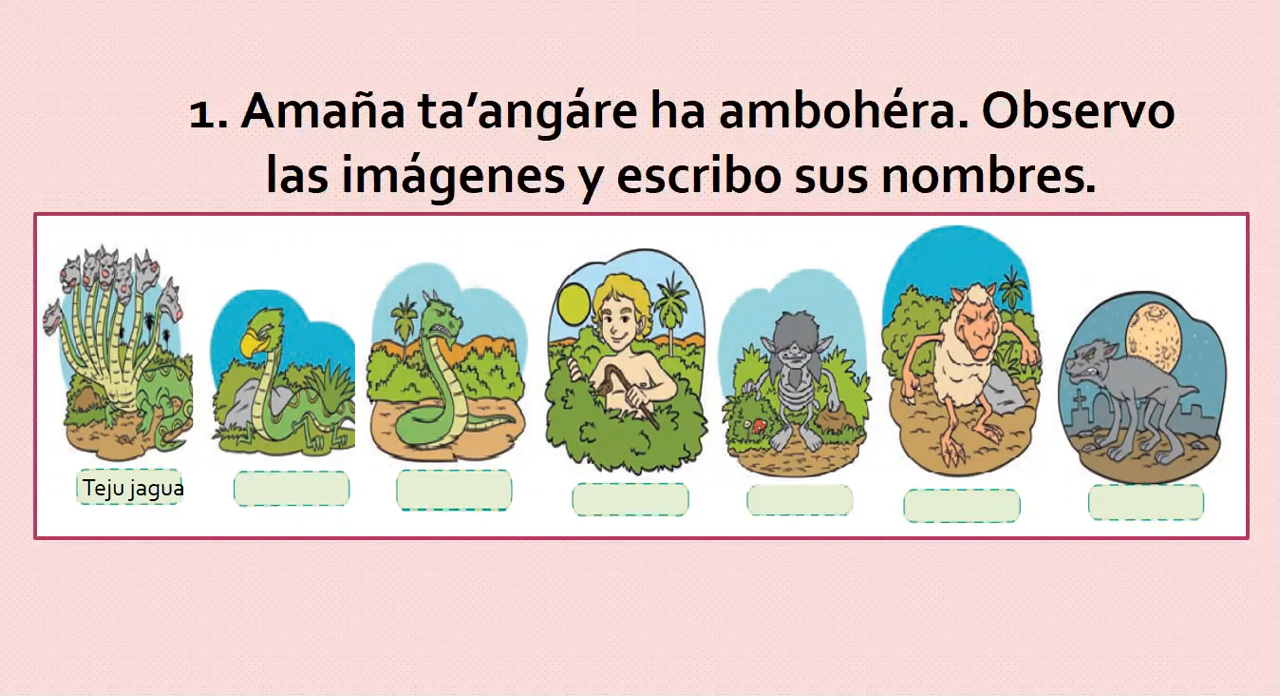 1. Amaña ta’angáre ha ambohéra. Observo
las imágenes y escribo sus nombres.
Teju jagua